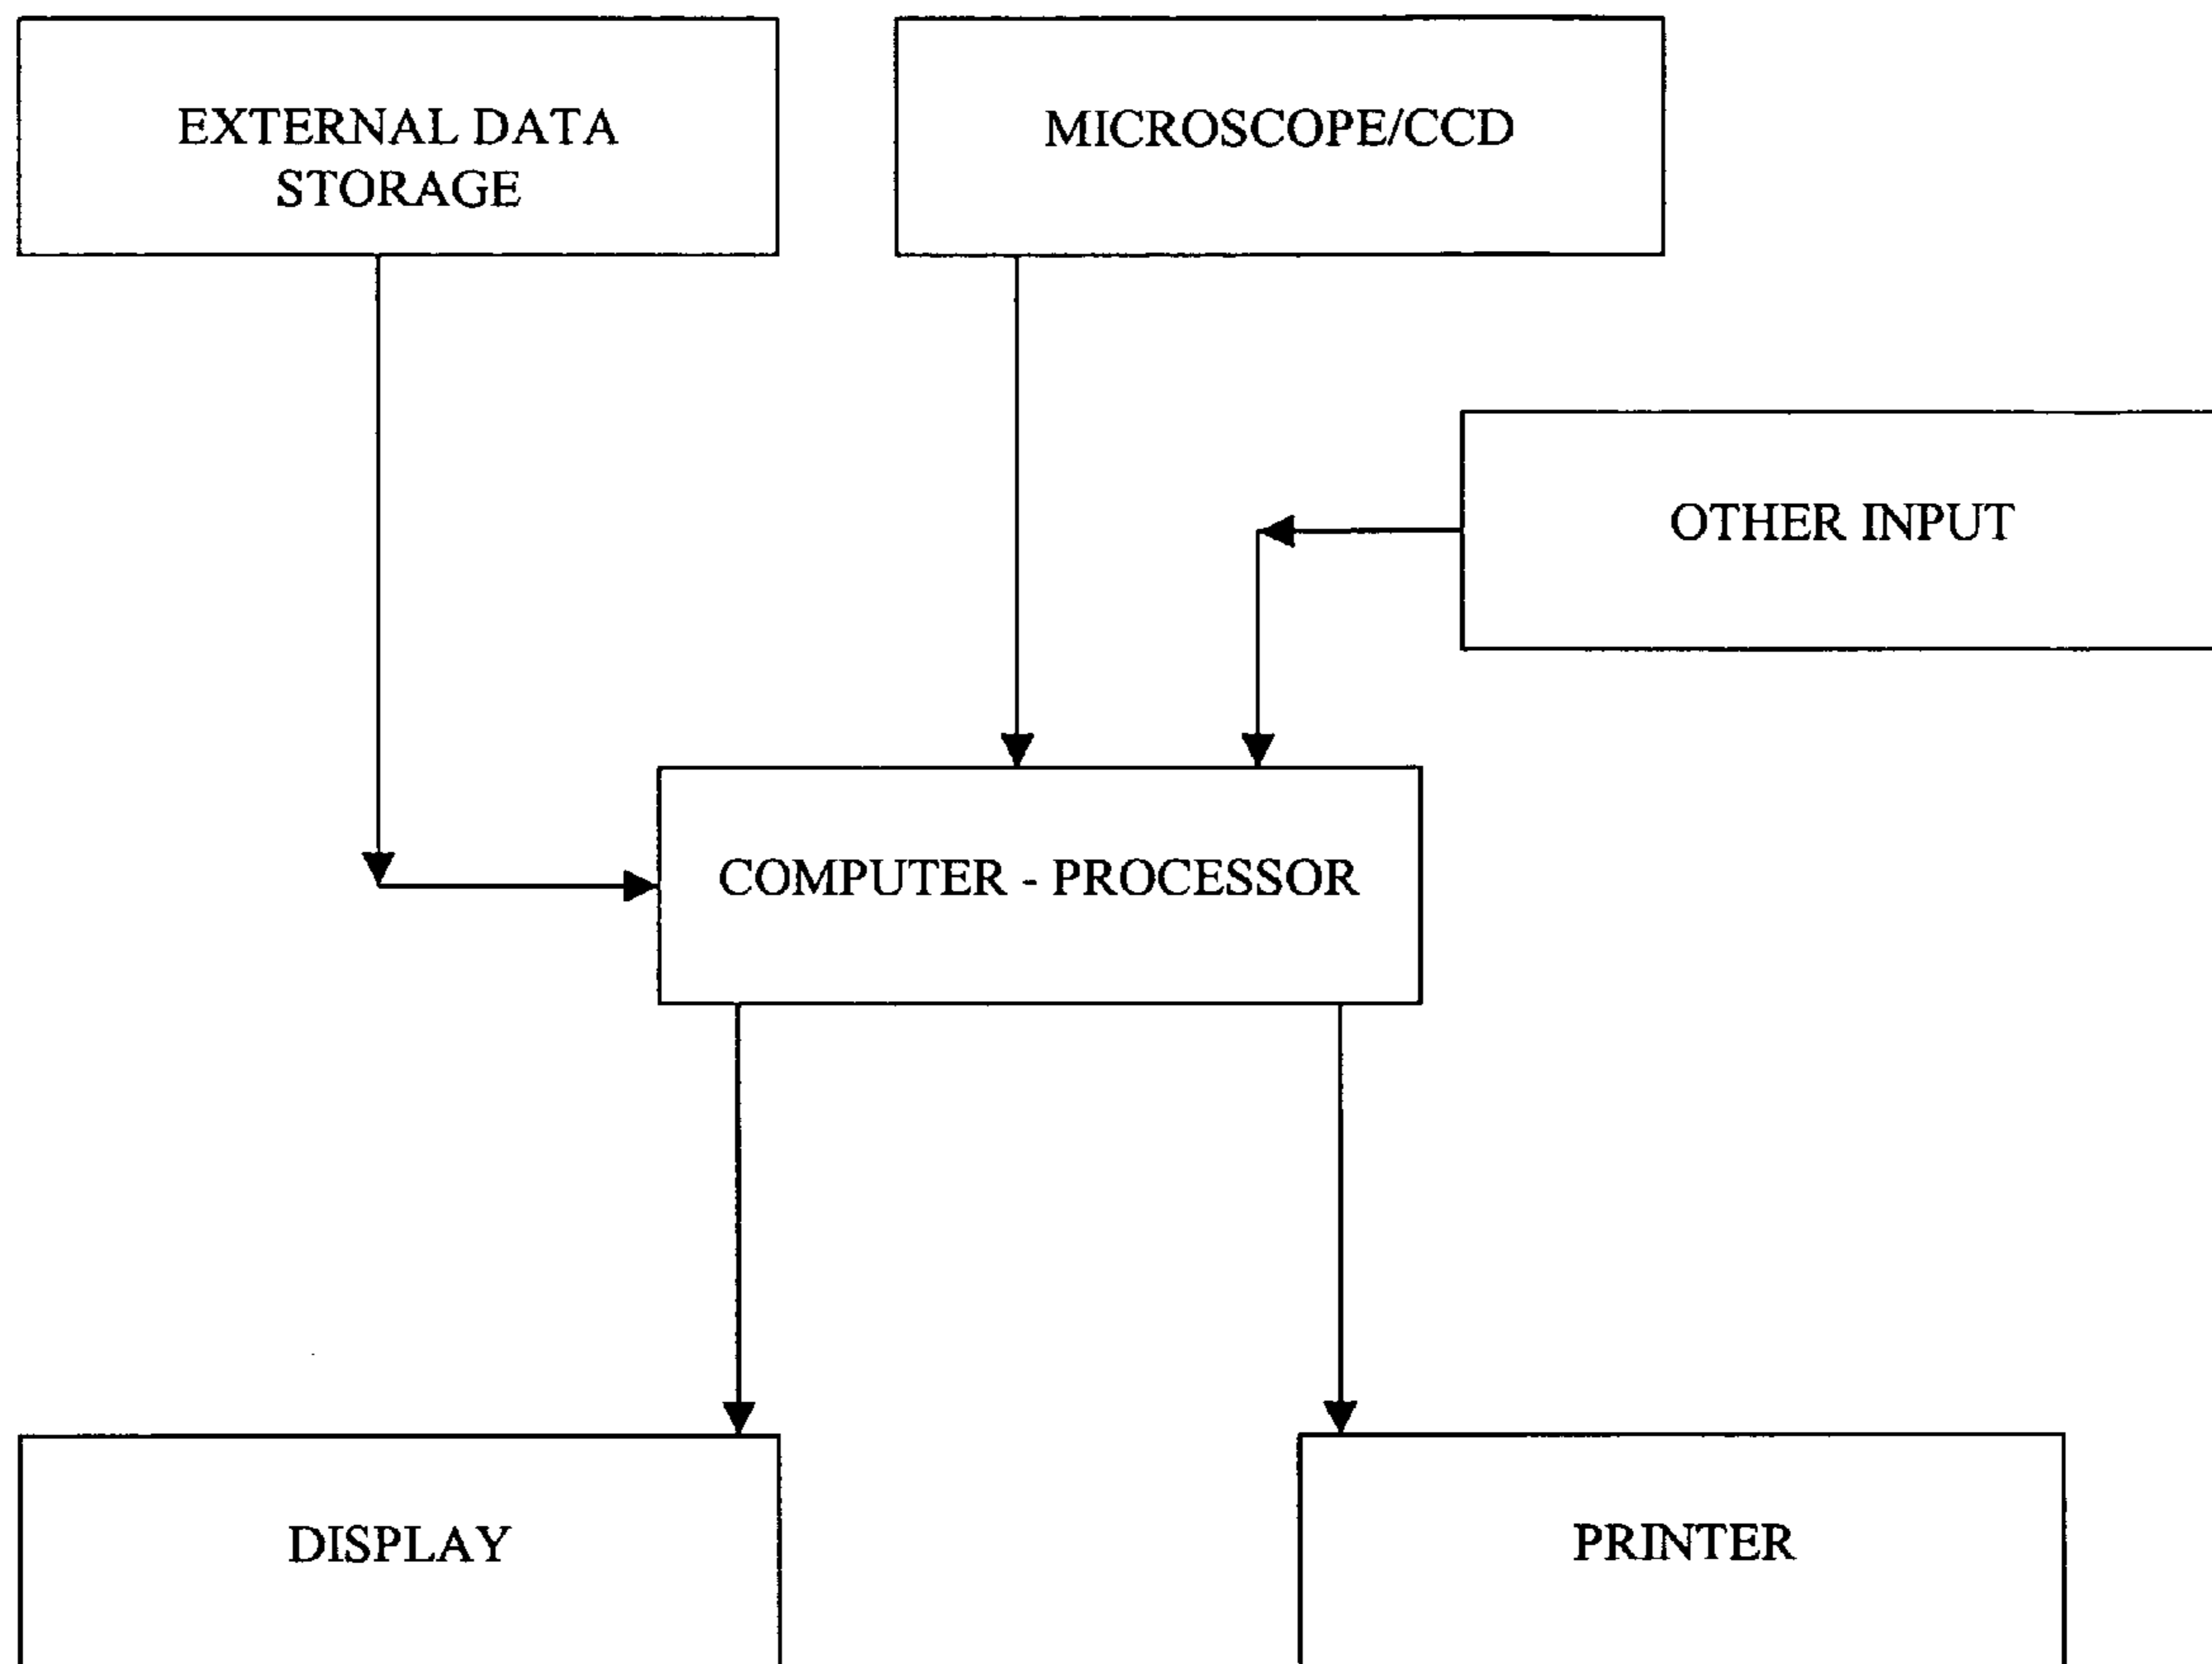 EXTERNAL DATA
STORAGE
MICROSCOPE/CCD
OTHER INPUT
COMPUTER - PROCESSOR
DISPLAY
PRINTER